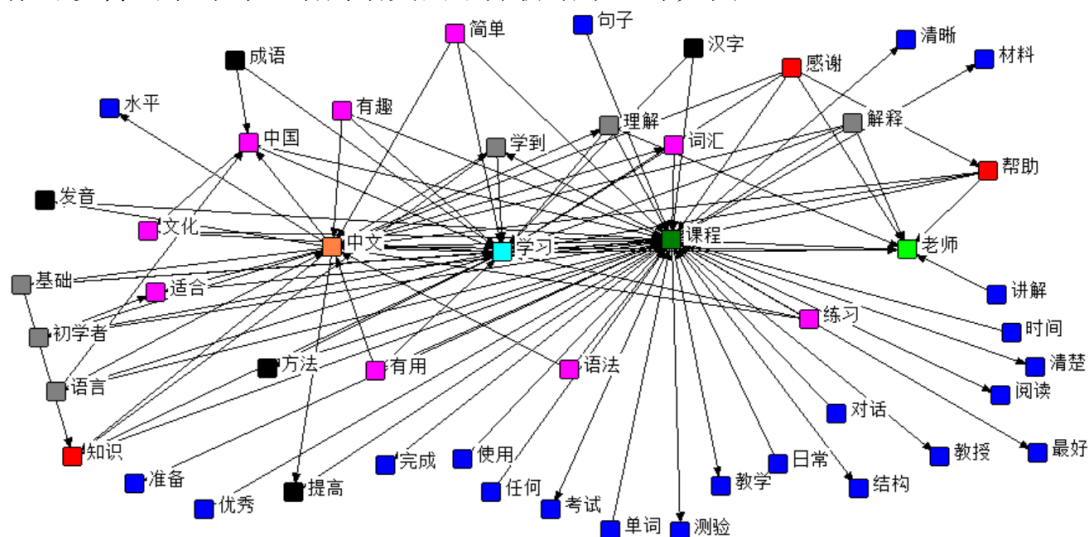 简单
句子
汉字
清晰
成语
感谢
材料
水平
有趣
理解
解释
中国
学到
词汇
帮助
发音
文化
中文
学习
课程
老师
基础
适合
讲解
初学者
练习
时间
语言
方法
有用
语法
清楚
阅读
对话
知识
完成
使用
日常
教授
最好
准备
提高
任何
教学
结构
优秀
考试
单词
测验